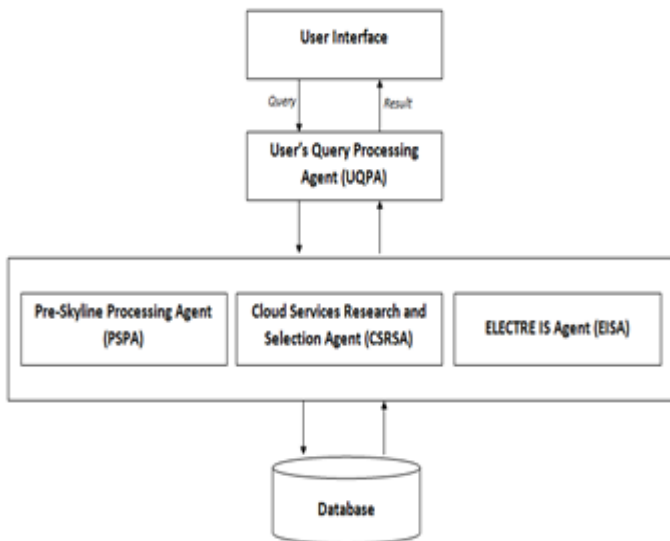 User Interface
Query
Result
User's Query Processing
Agent (UQPA)
Pre-Skyline Processing Agent
(PSPA)
Cloud Services Research and
Selection Agent (CSRSA)
ELECTRE IS Agent (EISA)
Database